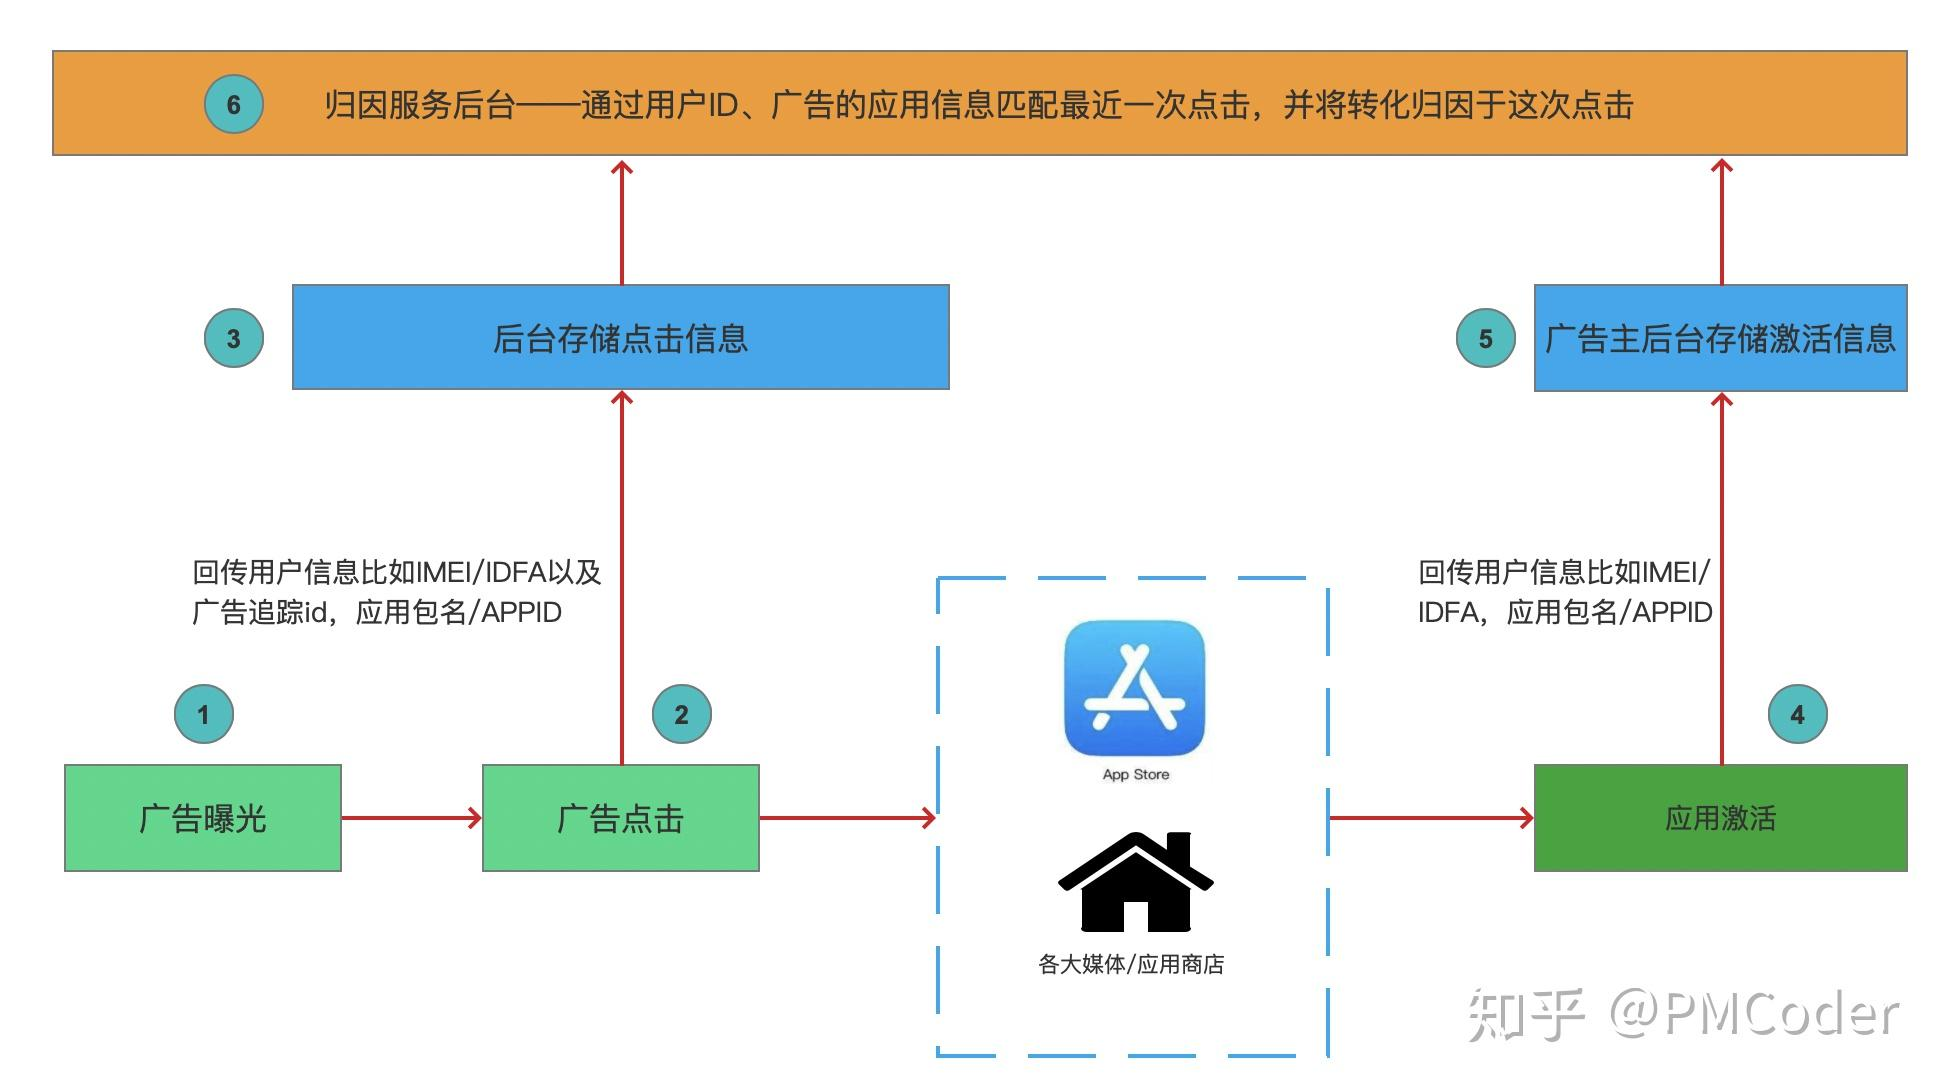 6
归因服务后台——通过用户ID、广告的应用信息匹配最近一次点击，并将转化归因于这次点击
3
后台存储点击信息
5
广告主后台存储激活信息
回传用户信息比如IMEI/IDFA以及
广告追踪id，应用包名/APPID
回传用户信息比如IMEI/
IDFA，应用包名/APPID
1
2
4
广告曝光
广告点击
App Store
各大媒体/应用商店
应用激活
知乎 @PMCoder